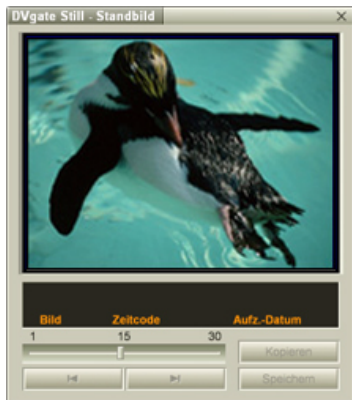 DVgate Still - Standbild
Bild Zeitcode Aufz.-Datum
1 15 30
Kopieren
Speichern